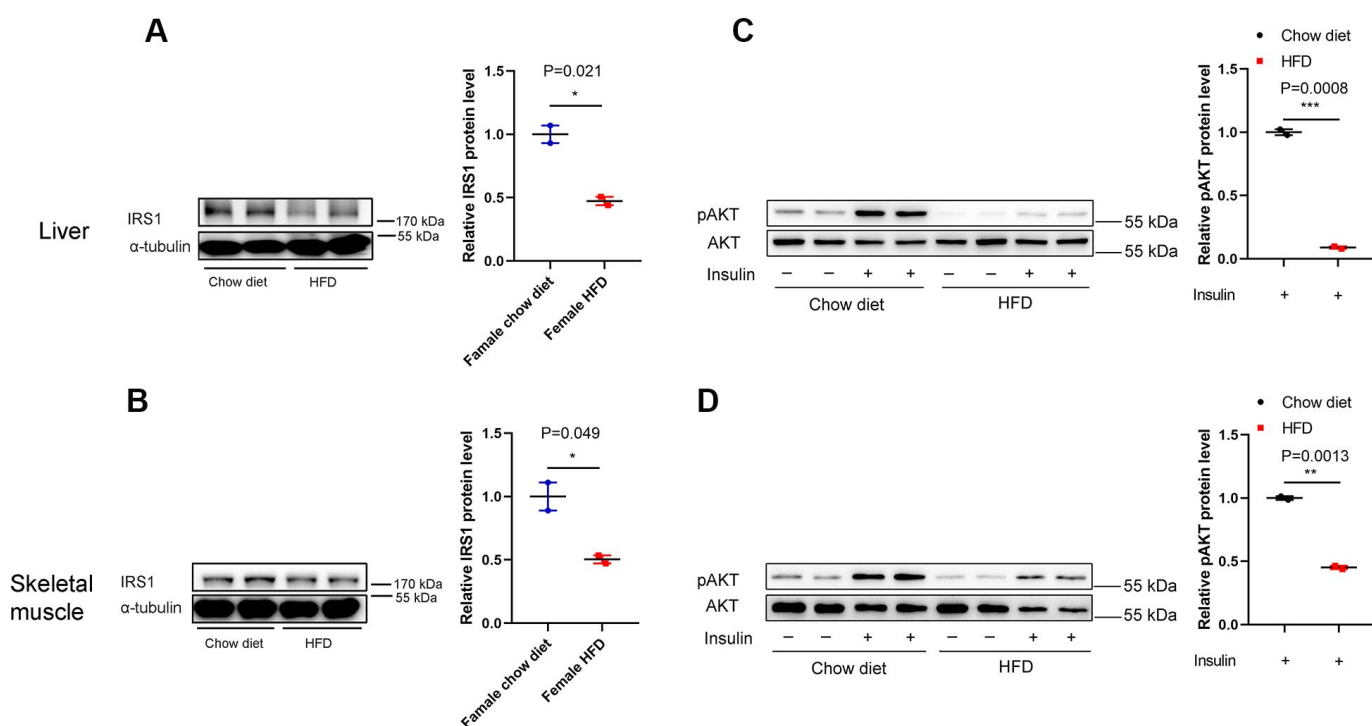 A
Liver
IRS1
α-tubulin
170 kDa
55 kDa
Chow diet HFD
Relative IRS1 protein level
1.5
1.0
0.5
0.0
P=0.021
*
Famale chow diet
Female HFD
C
pAKT
AKT
55 kDa
55 kDa
Insulin − − + + − − + +
Chow diet HFD
Chow diet
HFD
Relative pAKT protein level
1.5
1.0
0.5
0.0
P=0.0008
***
Insulin + +
B
Skeletal
muscle
IRS1
α-tubulin
170 kDa
55 kDa
Chow diet HFD
Relative IRS1 protein level
1.5
1.0
0.5
0.0
P=0.049
*
Famale chow diet
Female HFD
D
pAKT
AKT
55 kDa
55 kDa
Insulin − − + + − − + +
Chow diet HFD
Chow diet
HFD
Relative pAKT protein level
1.5
1.0
0.5
0.0
P=0.0013
**
Insulin + +